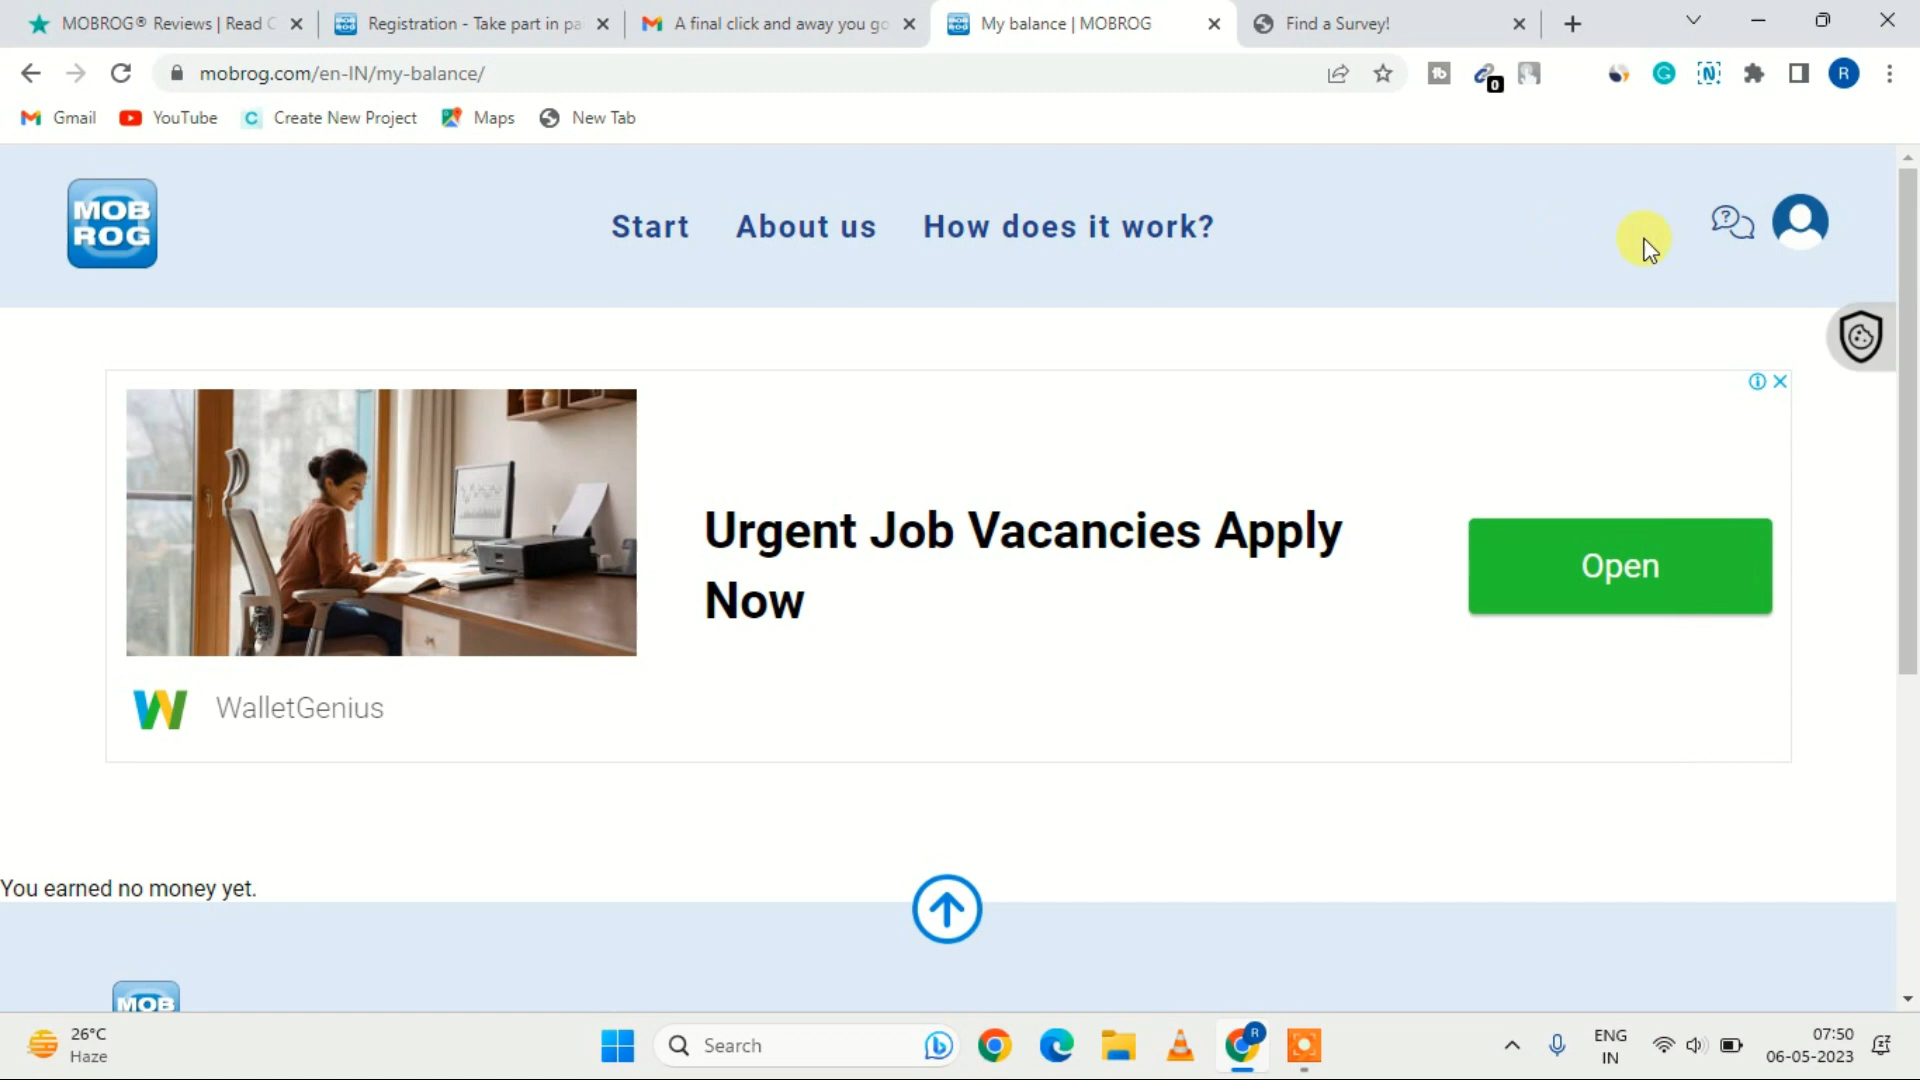 MOBROG® Reviews | Read C
Registration - Take part in pa
A final click and away you go
My balance | MOBROG
Find a Survey!
mobrog.com/en-IN/my-balance/
0
R
Gmail
YouTube
Create New Project
Maps
New Tab
MOB
ROG
Start
About us
How does it work?
Urgent Job Vacancies Apply
Now
Open
WalletGenius
You earned no money yet.
MOB
26°C
Haze
Search
R
ENG
IN
07:50
06-05-2023